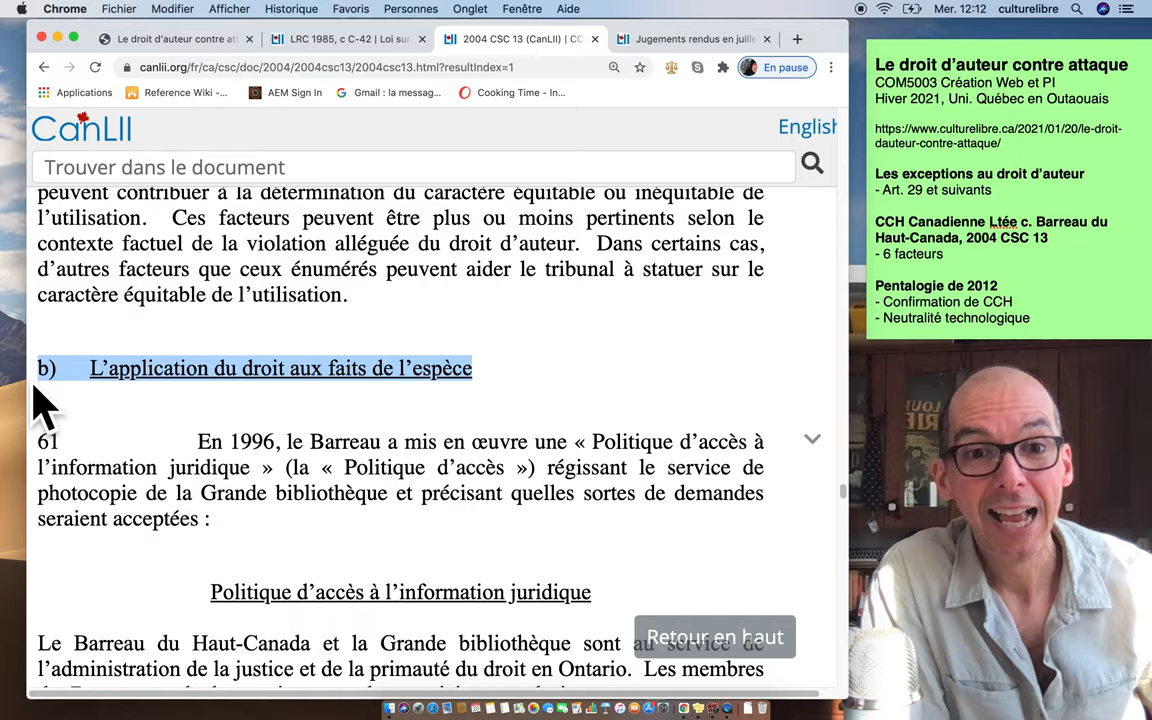 Chrome Fichier Modifier Afficher Historique Favoris Personnes Onglet Fenêtre Aide Mer. 12:12 culturelibre
Le droit d'auteur contre att
LRC 1985, c C-42 | Loi sur
2004 CSC 13 (CanLII) | CC
Jugements rendus en juille
canlii.org/fr/ca/csc/doc/2004/2004csc13/2004csc13.html?resultIndex=1
En pause
Applications Reference Wiki -... AEM Sign In Gmail : la messag... Cooking Time - In...
CanLII
English
Trouver dans le document
peuvent contribuer à la détermination du caractère équitable ou inéquitable de
l'utilisation. Ces facteurs peuvent être plus ou moins pertinents selon le
contexte factuel de la violation alléguée du droit d'auteur. Dans certains cas,
d'autres facteurs que ceux énumérés peuvent aider le tribunal à statuer sur le
caractère équitable de l'utilisation.
b) L'application du droit aux faits de l'espèce
61 En 1996, le Barreau a mis en œuvre une « Politique d'accès à
l'information juridique » (la « Politique d'accès ») régissant le service de
photocopie de la Grande bibliothèque et précisant quelles sortes de demandes
seraient acceptées :
Politique d'accès à l'information juridique
Le Barreau du Haut-Canada et la Grande bibliothèque sont au service de
l'administration de la justice et de la primauté du droit en Ontario. Les membres
Retour en haut
Le droit d'auteur contre attaque
COM5003 Création Web et PI
Hiver 2021, Uni. Québec en Outaouais
https://www.culturelibre.ca/2021/01/20/le-droit-
dauteur-contre-attaque/
Les exceptions au droit d'auteur
- Art. 29 et suivants
CCH Canadienne Ltée c. Barreau du
Haut-Canada, 2004 CSC 13
- 6 facteurs
Pentalogie de 2012
- Confirmation de CCH
- Neutralité technologique